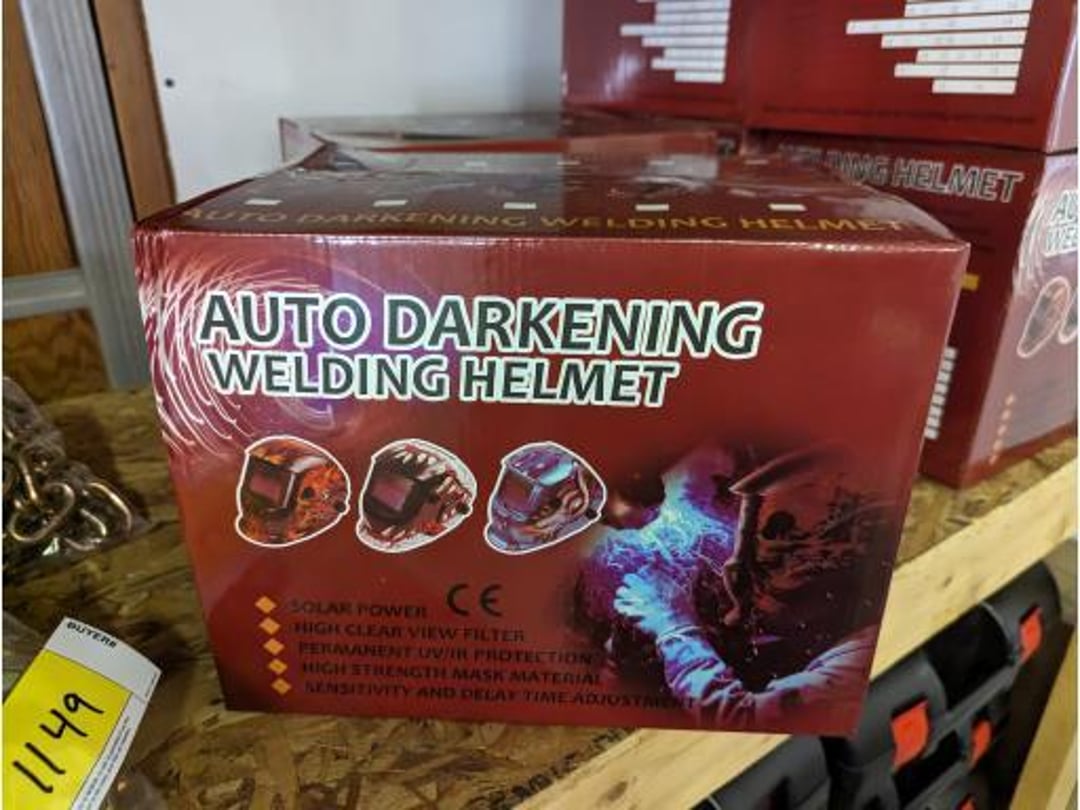 WELDING HELMET
AUTO DARKENING WELDING HELMET
AUTO DARKENING
WELDING HELMET
CE
SOLAR POWER
HIGH CLEAR VIEW FILTER
PERMANENT UV/IR PROTECTION
HIGH STRENGTH MASK MATERIAL
SENSITIVITY AND DELAY TIME ADJUSTMENT
BUYER#
1149